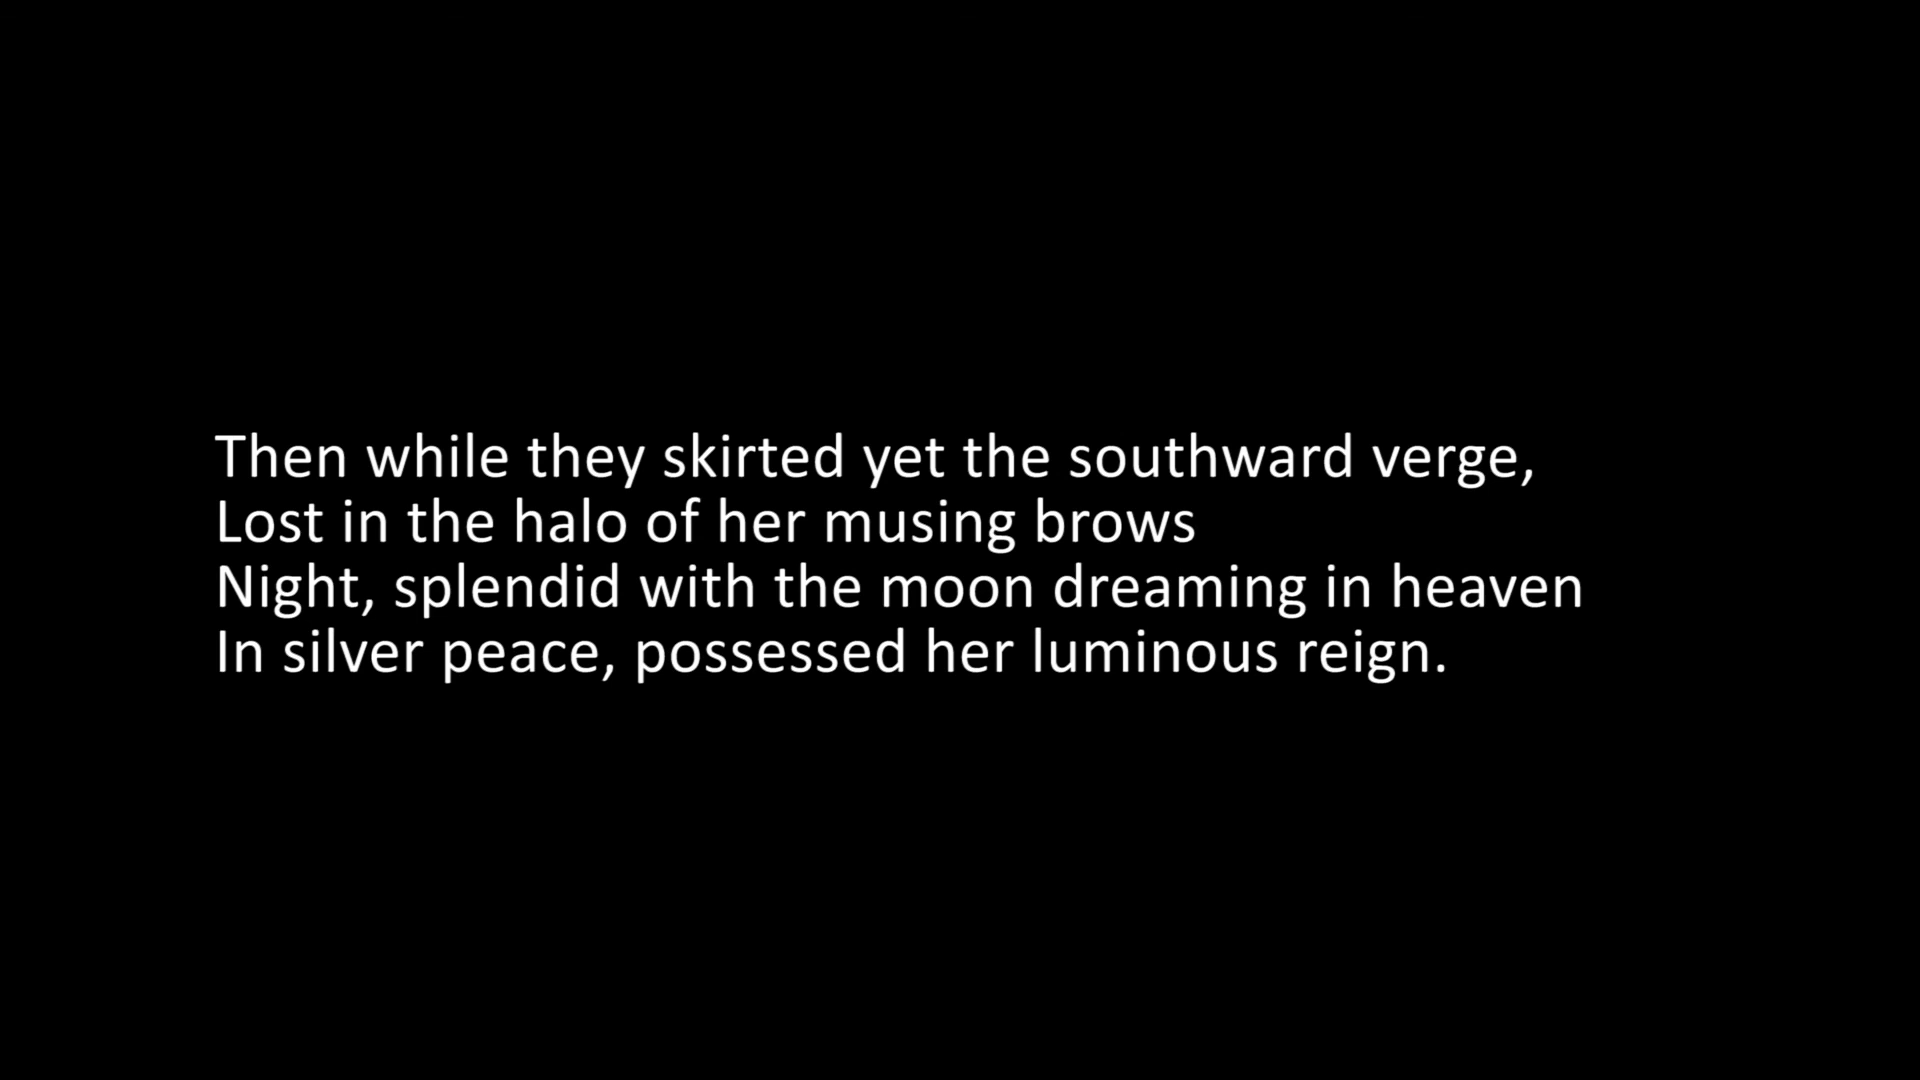 Then while they skirted yet the southward verge,
Lost in the halo of her musing brows
Night, splendid with the moon dreaming in heaven
In silver peace, possessed her luminous reign.